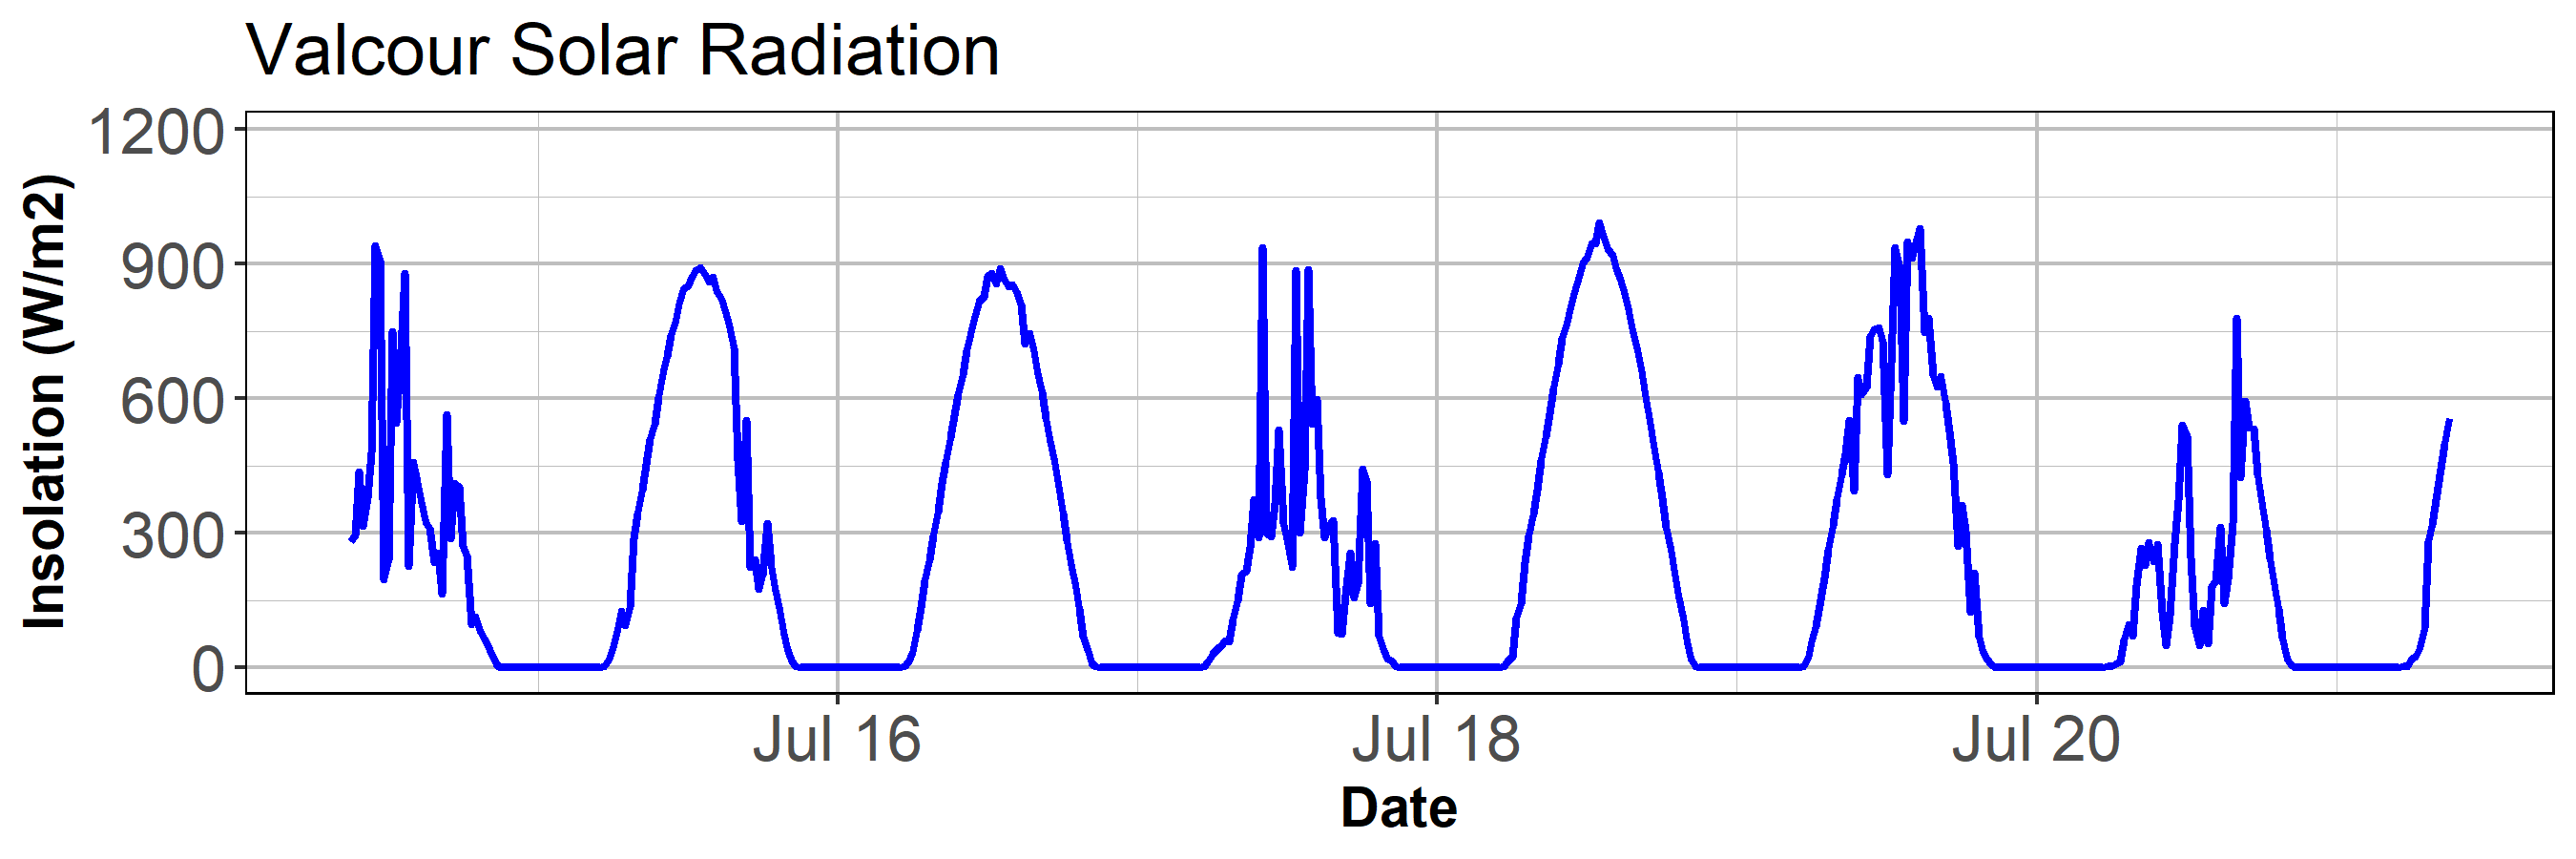 Valcour Solar Radiation
1200
900
600
300
0
Insolation (W/m2)
Jul 16
Jul 18
Jul 20
Date